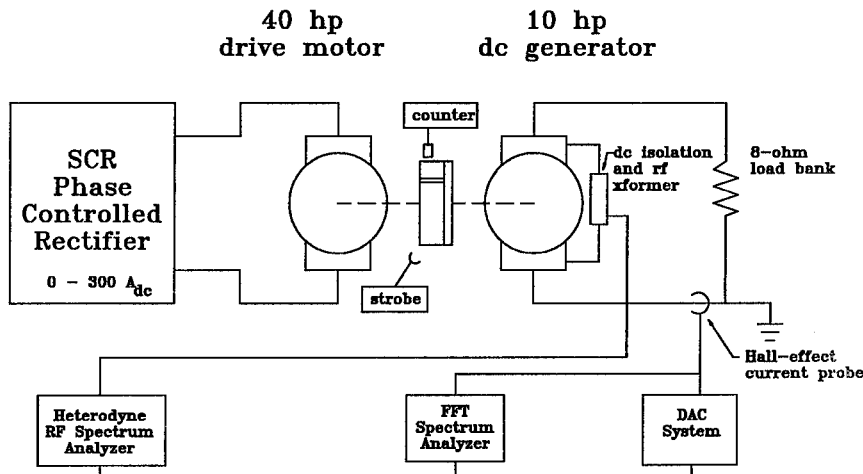 40 hp
drive motor
10 hp
dc generator
counter
SCR
Phase
Controlled
Rectifier
0 - 300 Adc
dc isolation
and rf
xformer
8-ohm
load bank
strobe
Hall-effect
current probe
Heterodyne
RF Spectrum
Analyzer
FFT
Spectrum
Analyzer
DAC
System